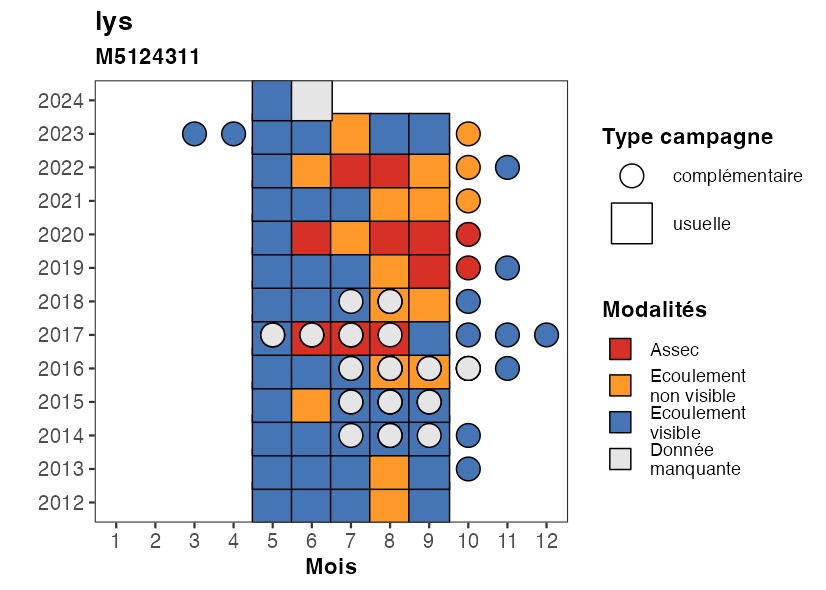 lys
M5124311
2024
2023
2022
2021
2020
2019
2018
2017
2016
2015
2014
2013
2012
1 2 3 4 5 6 7 8 9 10 11 12
Mois
Type campagne
complémentaire
usuelle
Modalités
Assec
Ecoulement
non visible
Ecoulement
visible
Donnée
manquante